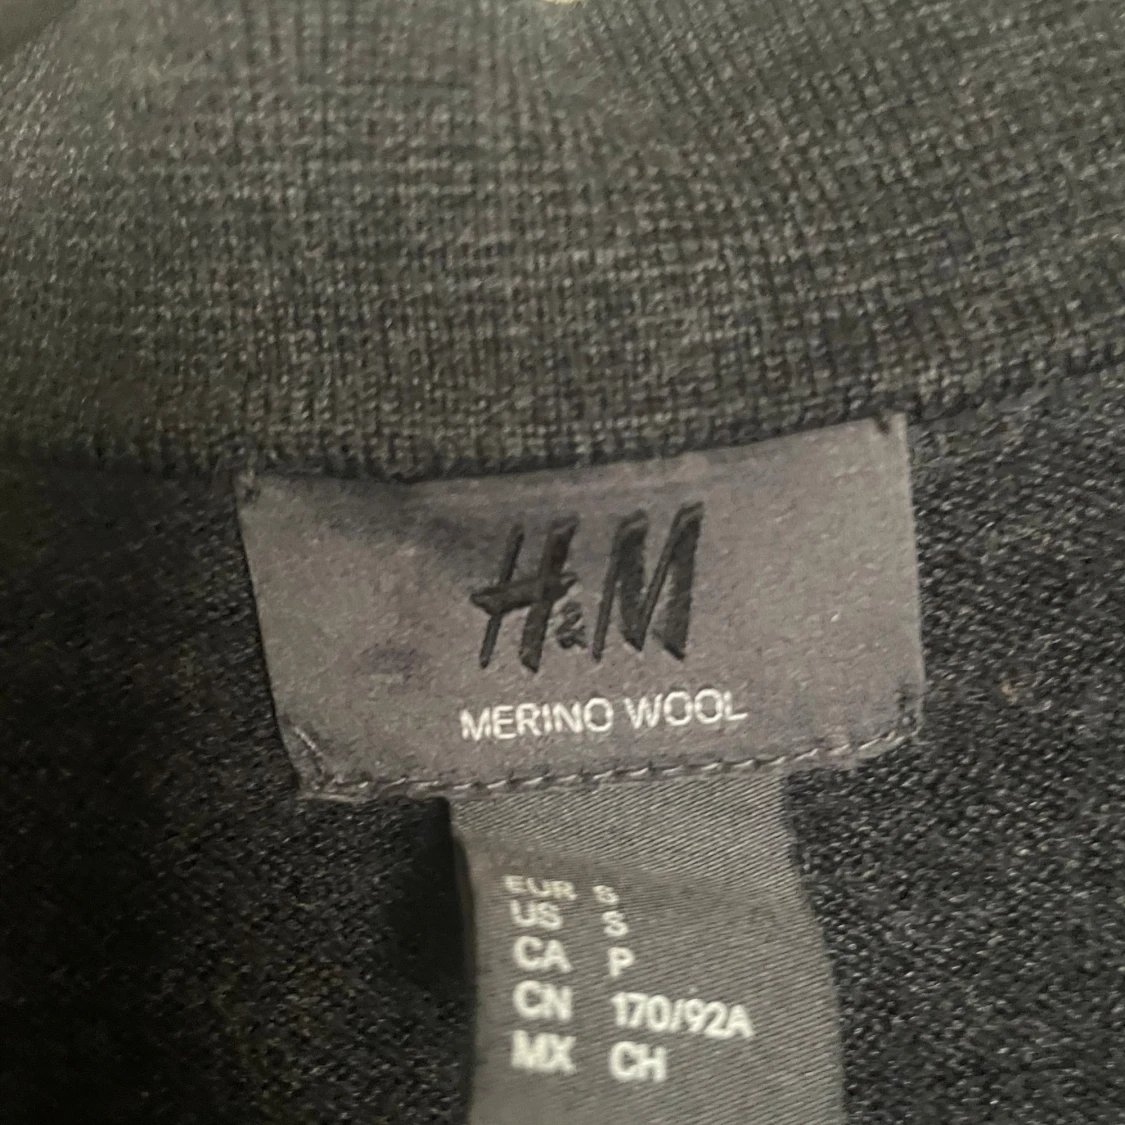 H&M
MERINO WOOL
EUR S
US S
CA P
CN 170/92A
MX CH